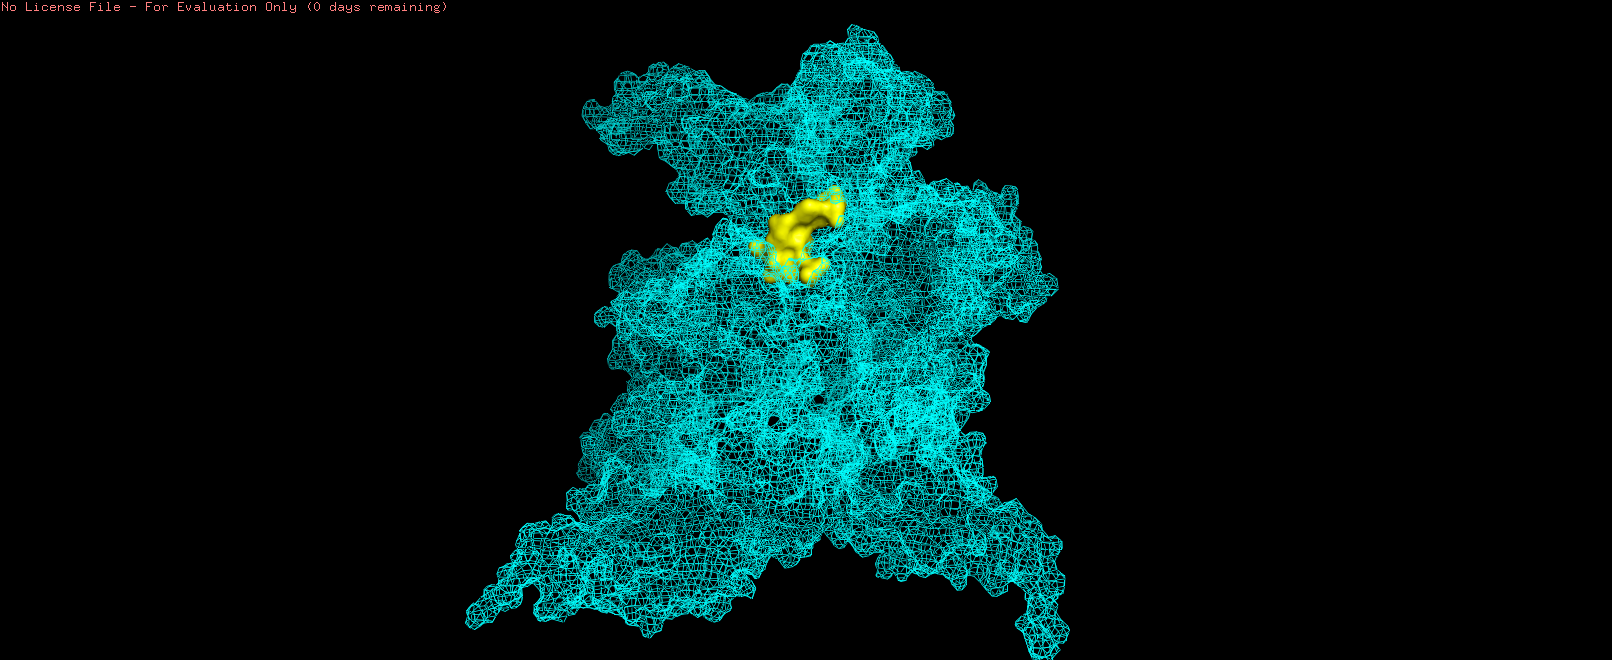 No License File - For Evaluation Only (0 days remaining)